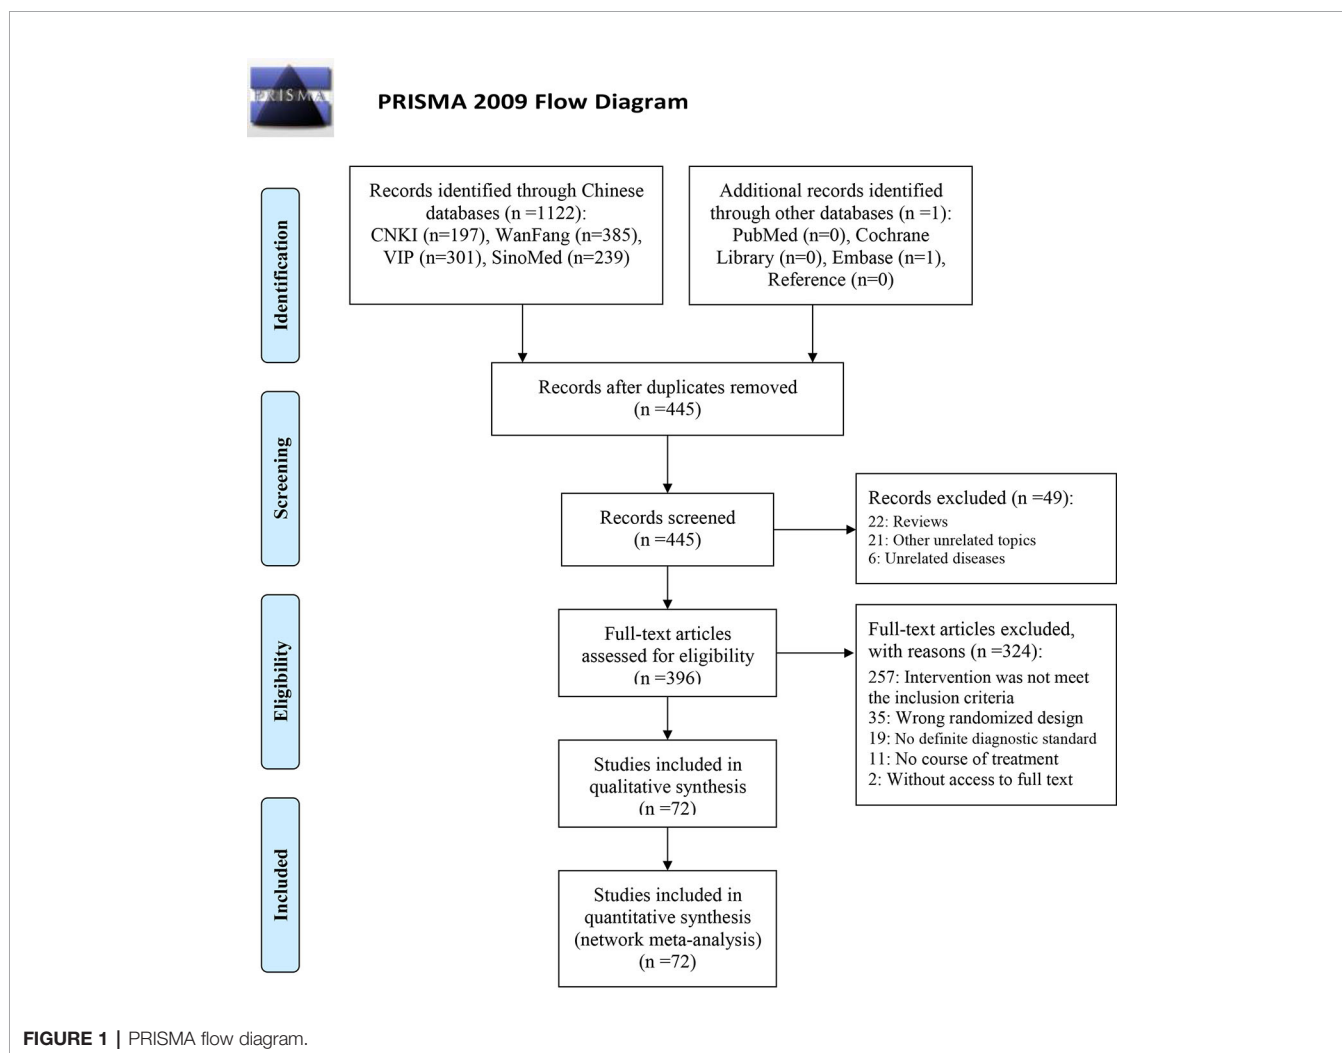 PRISMA
PRISMA 2009 Flow Diagram
Identification
Records identified through Chinese
databases (n =1122):
CNKI (n=197), WanFang (n=385),
VIP (n=301), SinoMed (n=239)
Additional records identified
through other databases (n =1):
PubMed (n=0), Cochrane
Library (n=0), Embase (n=1),
Reference (n=0)
Records after duplicates removed
(n =445)
Screening
Records screened
(n =445)
Records excluded (n =49):
22: Reviews
21: Other unrelated topics
6: Unrelated diseases
Eligibility
Full-text articles
assessed for eligibility
(n =396)
Full-text articles excluded,
with reasons (n =324):
257: Intervention was not meet
the inclusion criteria
35: Wrong randomized design
19: No definite diagnostic standard
11: No course of treatment
2: Without access to full text
Studies included in
qualitative synthesis
(n =72)
Included
Studies included in
quantitative synthesis
(network meta-analysis)
(n =72)
FIGURE 1 | PRISMA flow diagram.